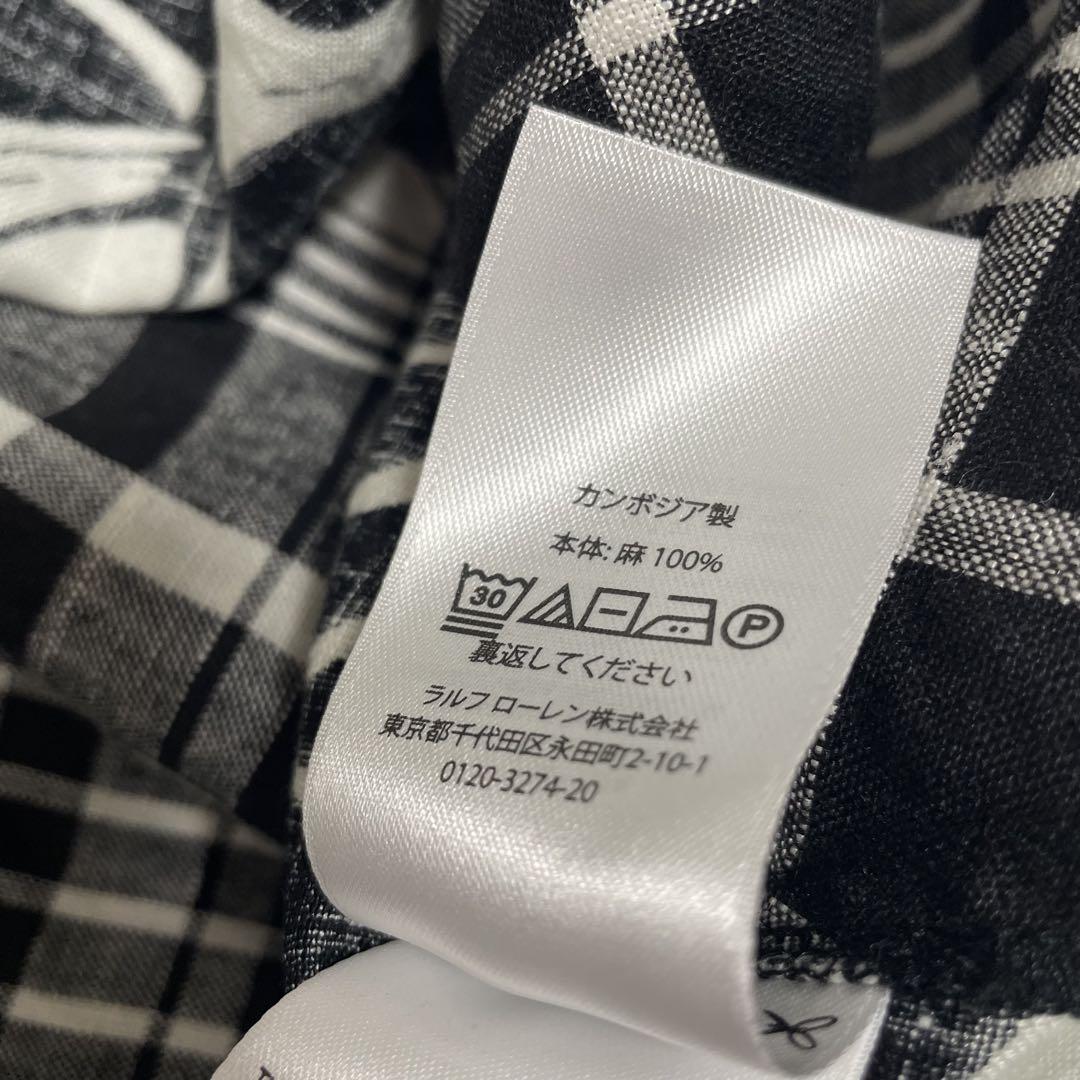 カンボジア製
本体: 麻 100%
30 P
裏返してください
ラルフ ローレン株式会社
東京都千代田区永田町2-10-1
0120-3274-20